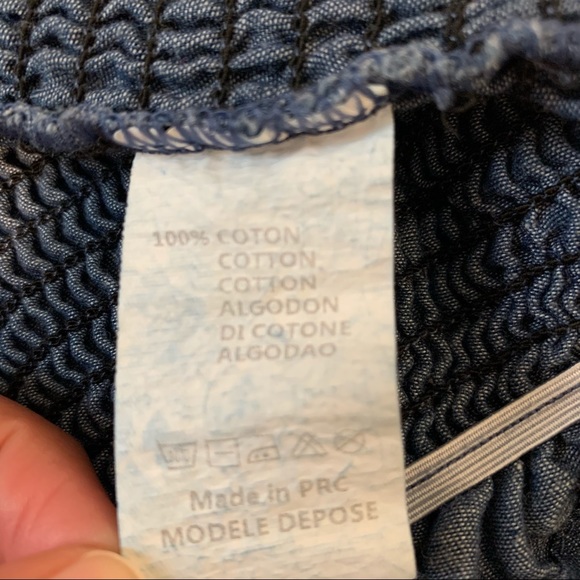 100% COTON
COTTON
COTTON
ALGODON
DI COTONE
ALGODAO
Made in PRC
MODELE DEPOSE